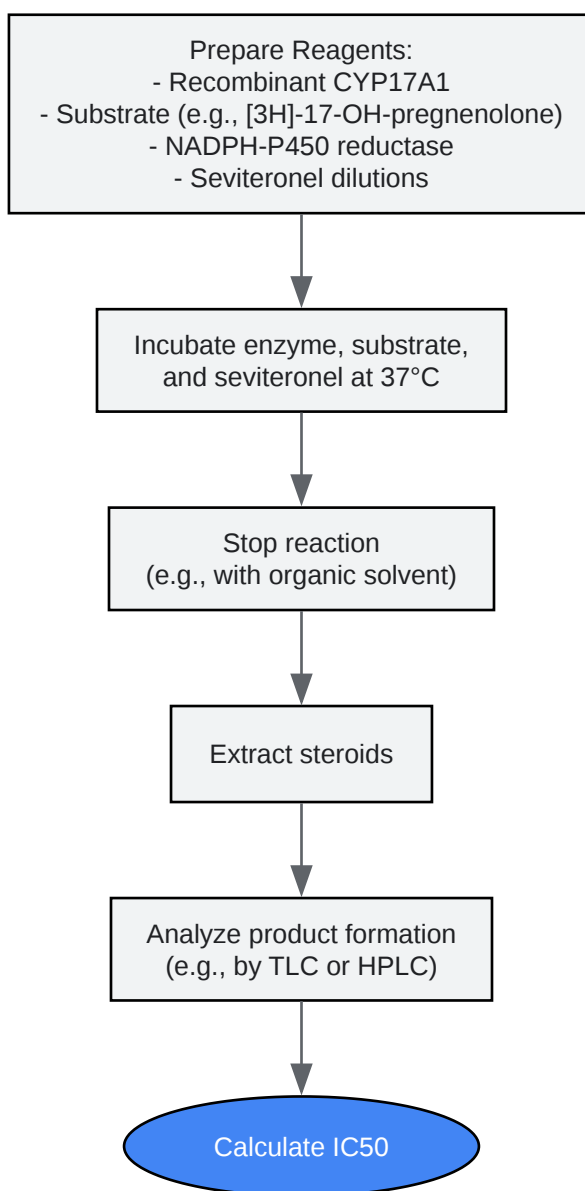 Prepare Reagents:
- Recombinant CYP17A1
- Substrate (e.g., [3H]-17-OH-pregnenolone)
- NADPH-P450 reductase
- Seviteronel dilutions
Incubate enzyme, substrate,
and seviteronel at 37°C
Stop reaction
(e.g., with organic solvent)
Extract steroids
Analyze product formation
(e.g., by TLC or HPLC)
Calculate IC50